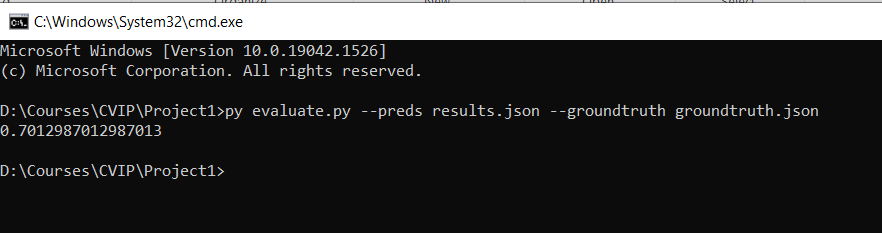 C:\Windows\System32\cmd.exe
Microsoft Windows [Version 10.0.19042.1526]
(c) Microsoft Corporation. All rights reserved.
D:\Courses\CVIP\Project1>py evaluate.py --preds results.json --groundtruth groundtruth.json
0.7012987012987013
D:\Courses\CVIP\Project1>